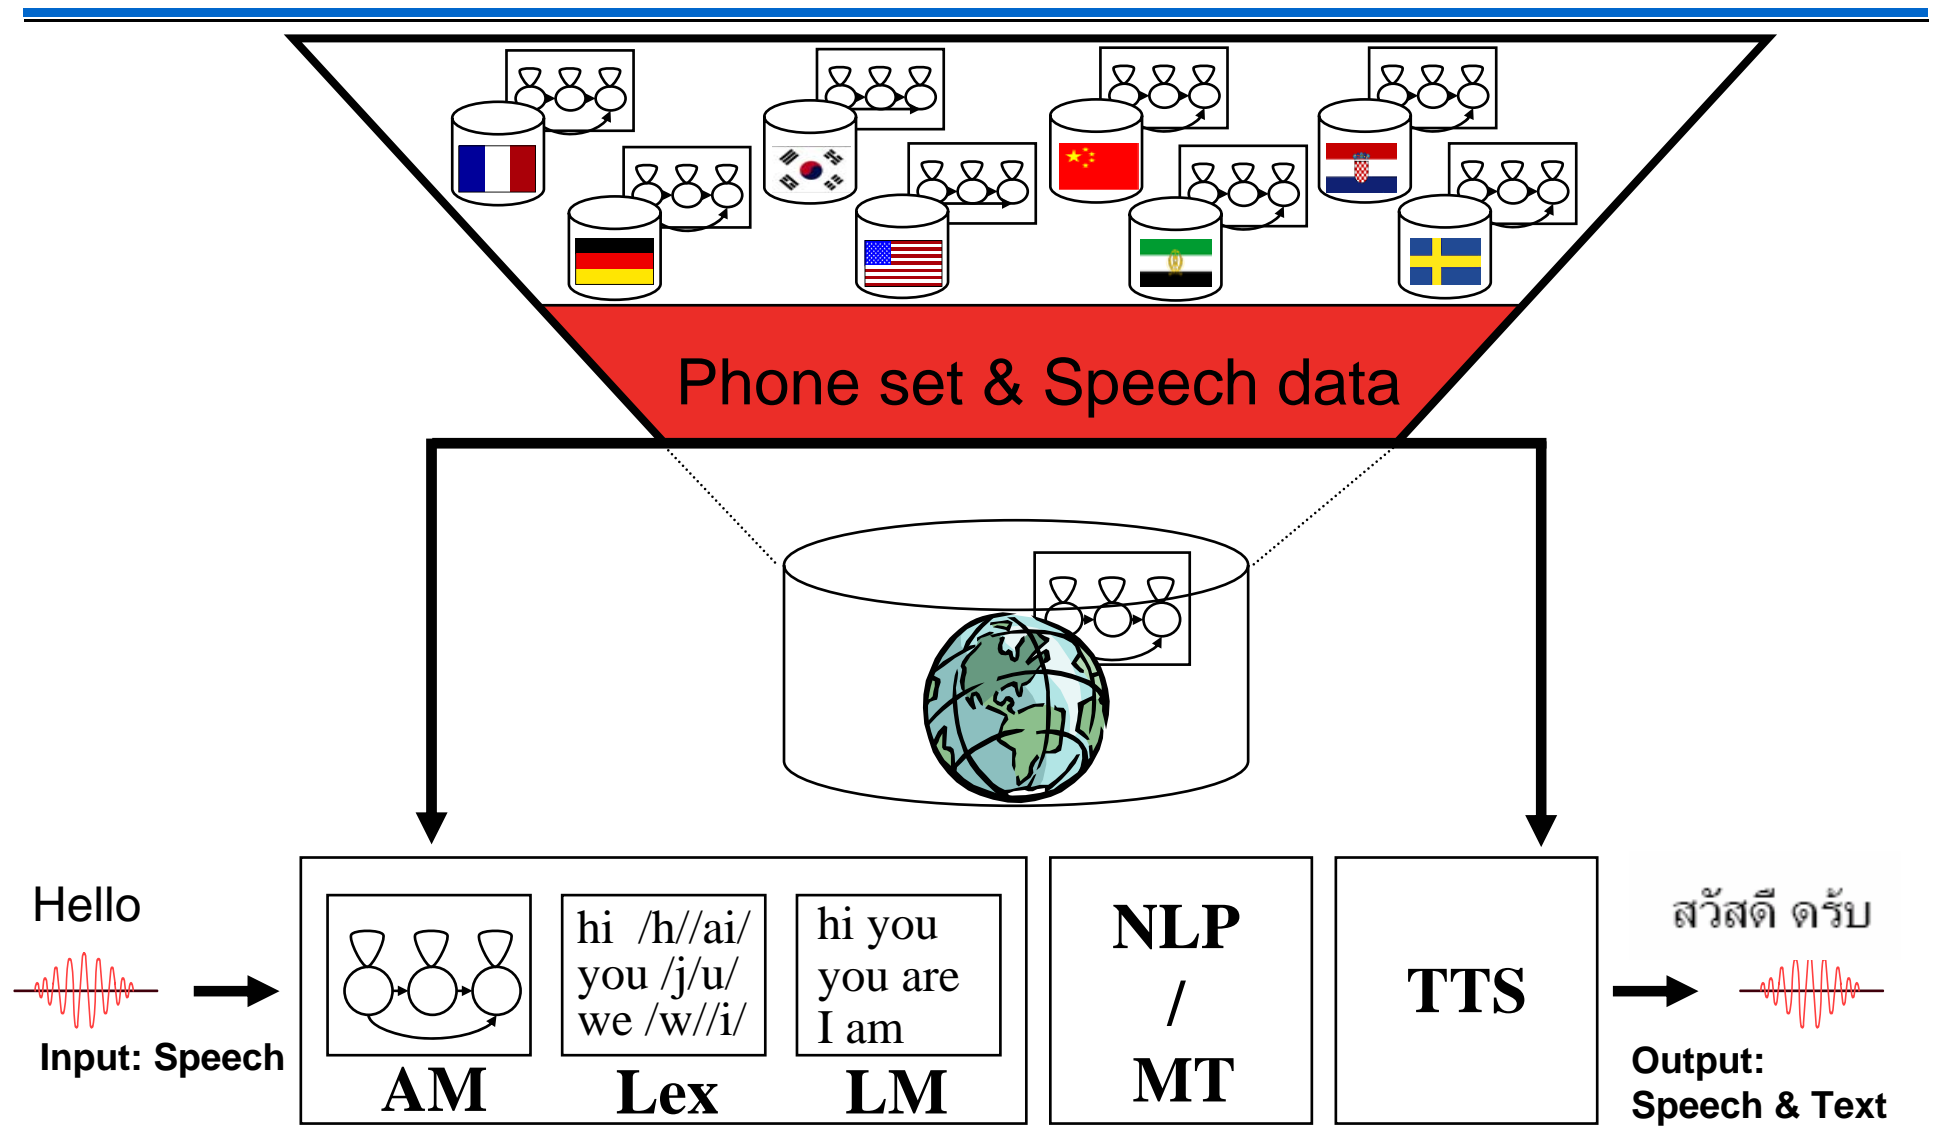 Phone set & Speech data
Hello
Input: Speech
hi /h//ai/
you /j/u/
we /w//i/
hi you
you are
I am
AM
Lex
LM
NLP
/
MT
TTS
สวัสดี ดรับ
Output:
Speech & Text